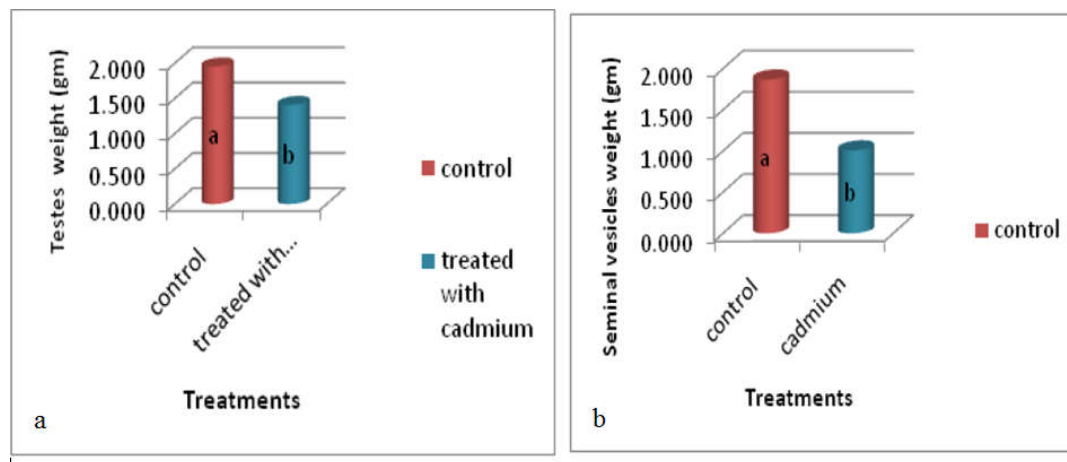 Testes weight (gm)
2.000
1.500
1.000
0.500
0.000
a
b
control
treated with...
Treatments
control
treated
with
cadmium
a
Seminal vesicles weight (gm)
2.000
1.500
1.000
0.500
0.000
a
b
control
cadmium
Treatments
control
b